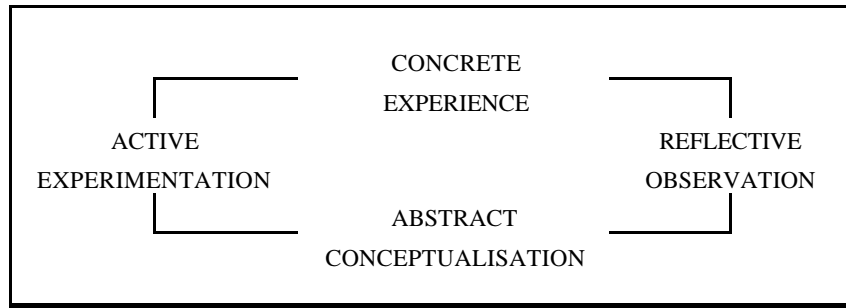 CONCRETE
EXPERIENCE
ACTIVE
EXPERIMENTATION
REFLECTIVE
OBSERVATION
ABSTRACT
CONCEPTUALISATION